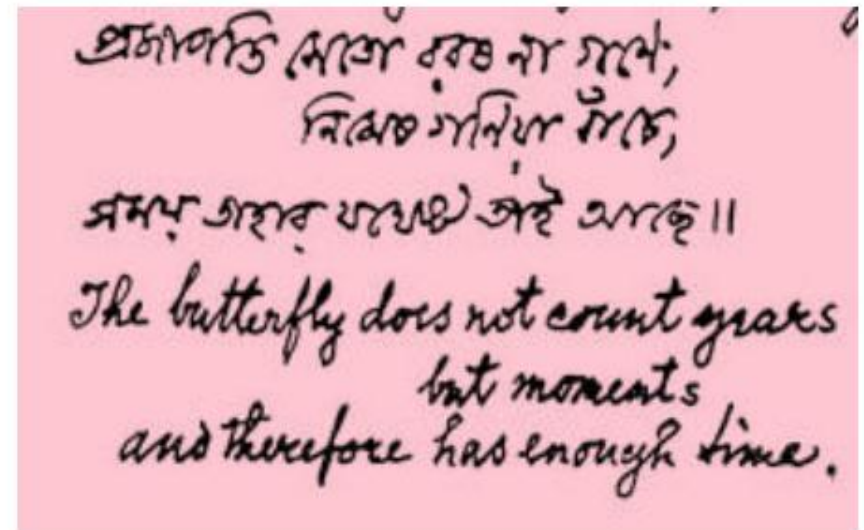 প্রজাপতি সেতো বরষ না গণে,
নিমেষ গণিয়া বাঁচে,
সময় তাহার যথেষ্ট তাই আছে॥
The butterfly does not count years
but moments
and therefore has enough time.